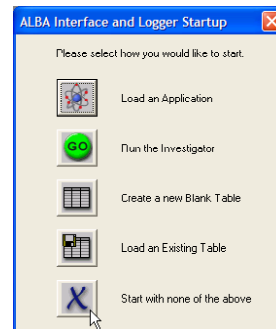 ALBA Interface and Logger Startup
Please select how you would like to start.
Load an Application
GO
Run the Investigator
Create a new Blank Table
Load an Existing Table
X
Start with none of the above